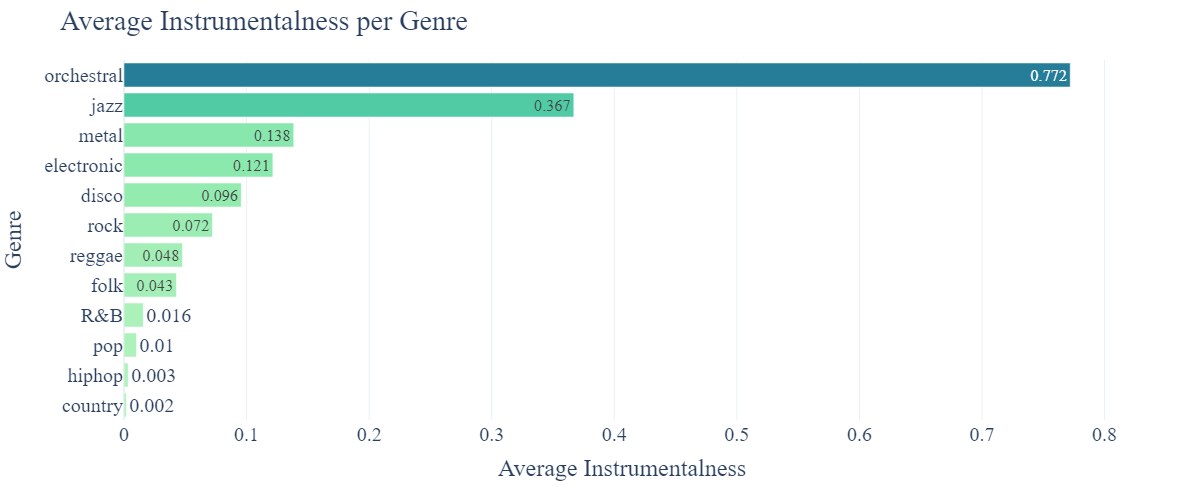 Average Instrumentalness per Genre
Genre
orchestral 0.772
jazz 0.367
metal 0.138
electronic 0.121
disco 0.096
rock 0.072
reggae 0.048
folk 0.043
R&B 0.016
pop 0.01
hiphop 0.003
country 0.002
0 0.1 0.2 0.3 0.4 0.5 0.6 0.7 0.8
Average Instrumentalness